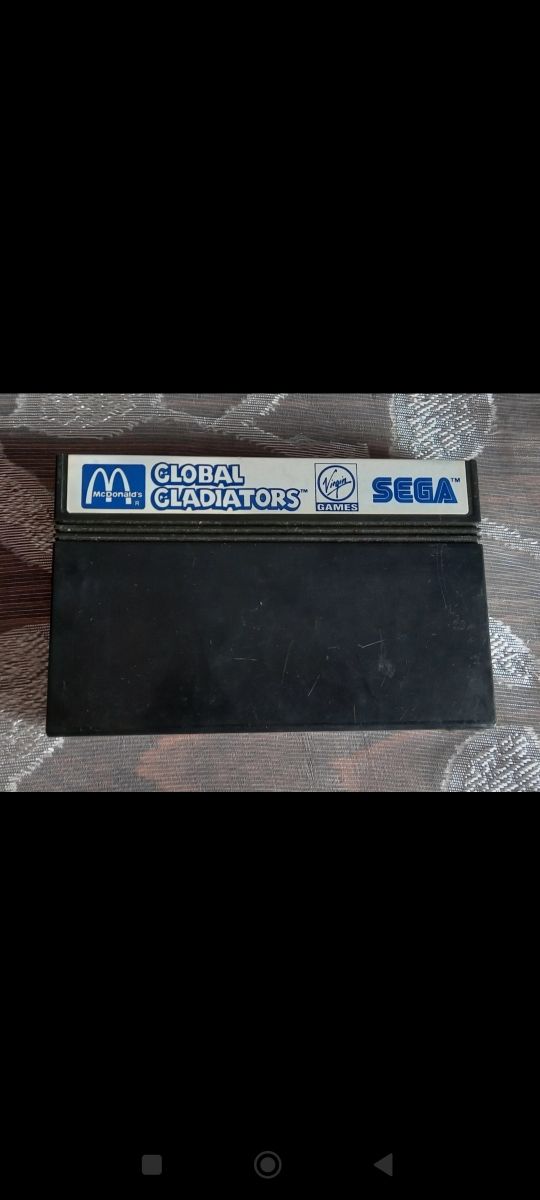 McDonald's
R
GLOBAL
GLADIATORS™
Virgin
GAMES
SEGA™